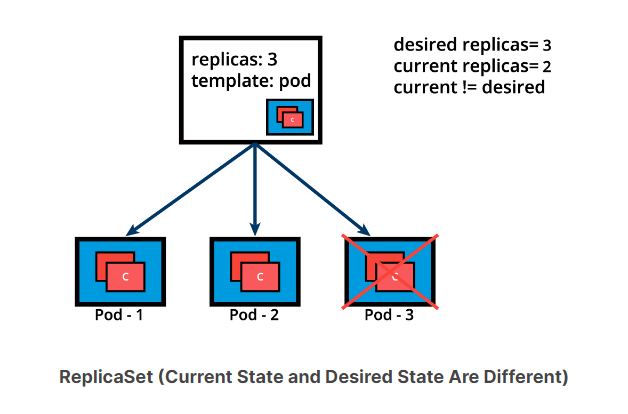 replicas: 3
template: pod
C
desired replicas= 3
current replicas= 2
current != desired
C
C
C
Pod - 1
Pod - 2
Pod - 3
ReplicaSet (Current State and Desired State Are Different)